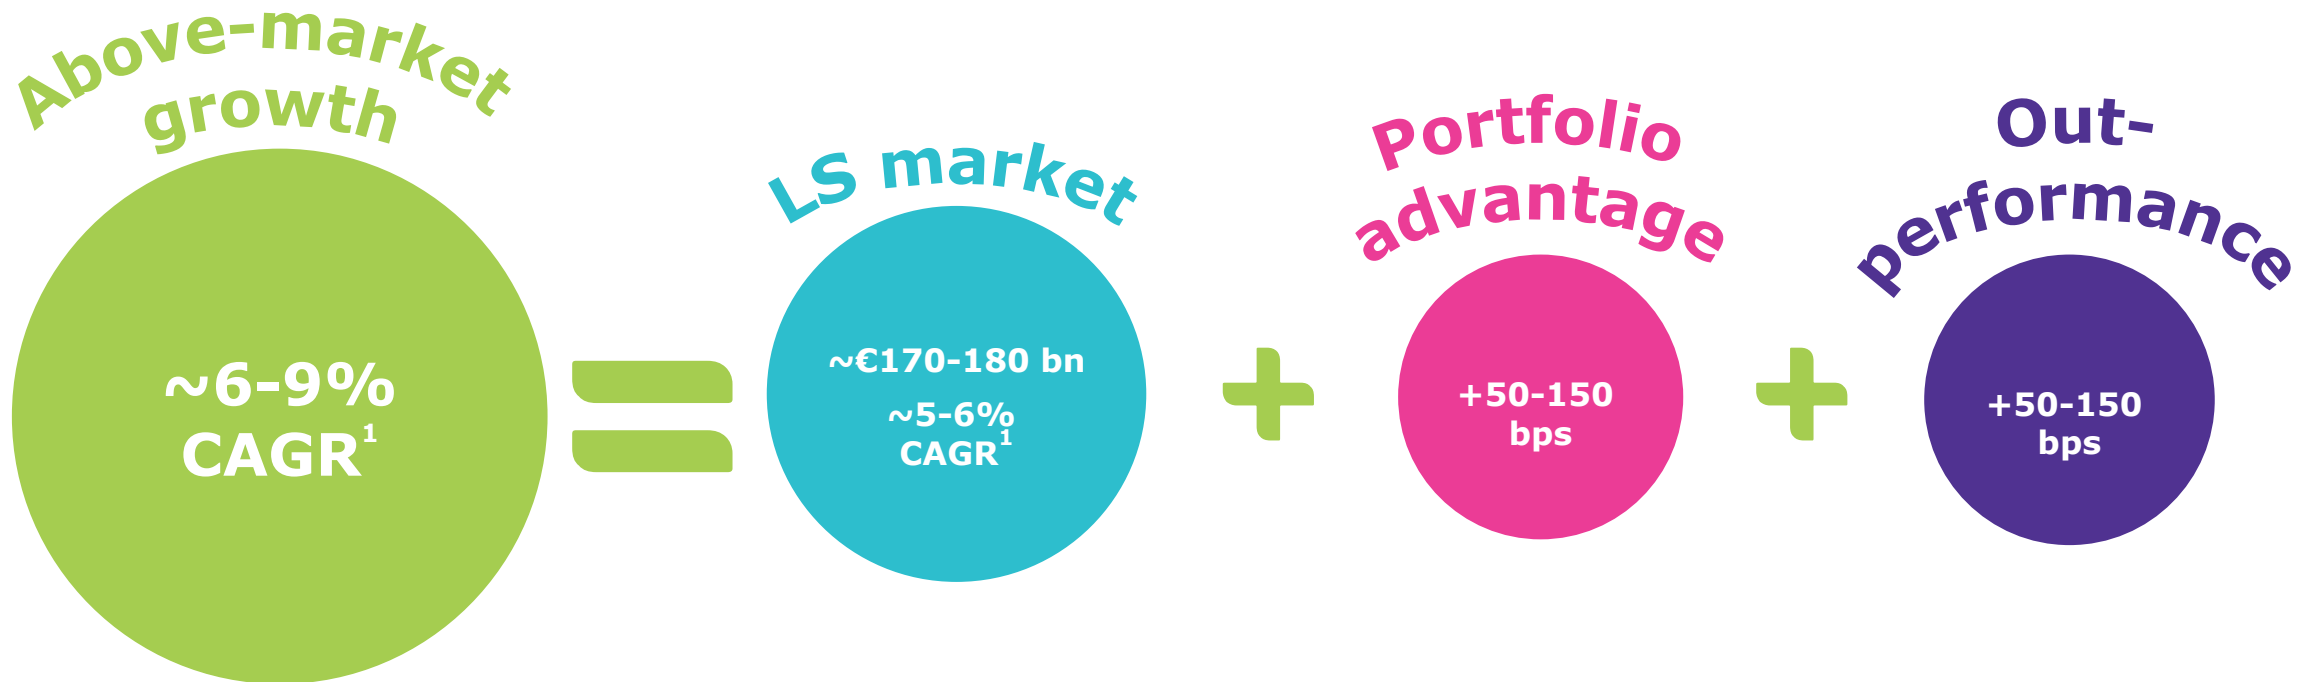 Above-market
growth
~6-9%
CAGR¹
LS market
~€170-180 bn
~5-6%
CAGR¹
Portfolio
advantage
+50-150
bps
Out-
performance
+50-150
bps